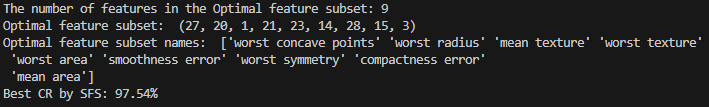 The number of features in the Optimal feature subset: 9
Optimal feature subset:  (27, 20, 1, 21, 23, 14, 28, 15, 3)
Optimal feature subset names:  ['worst concave points' 'worst radius' 'mean texture' 'worst texture'
 'worst area' 'smoothness error' 'worst symmetry' 'compactness error'
 'mean area']
Best CR by SFS: 97.54%